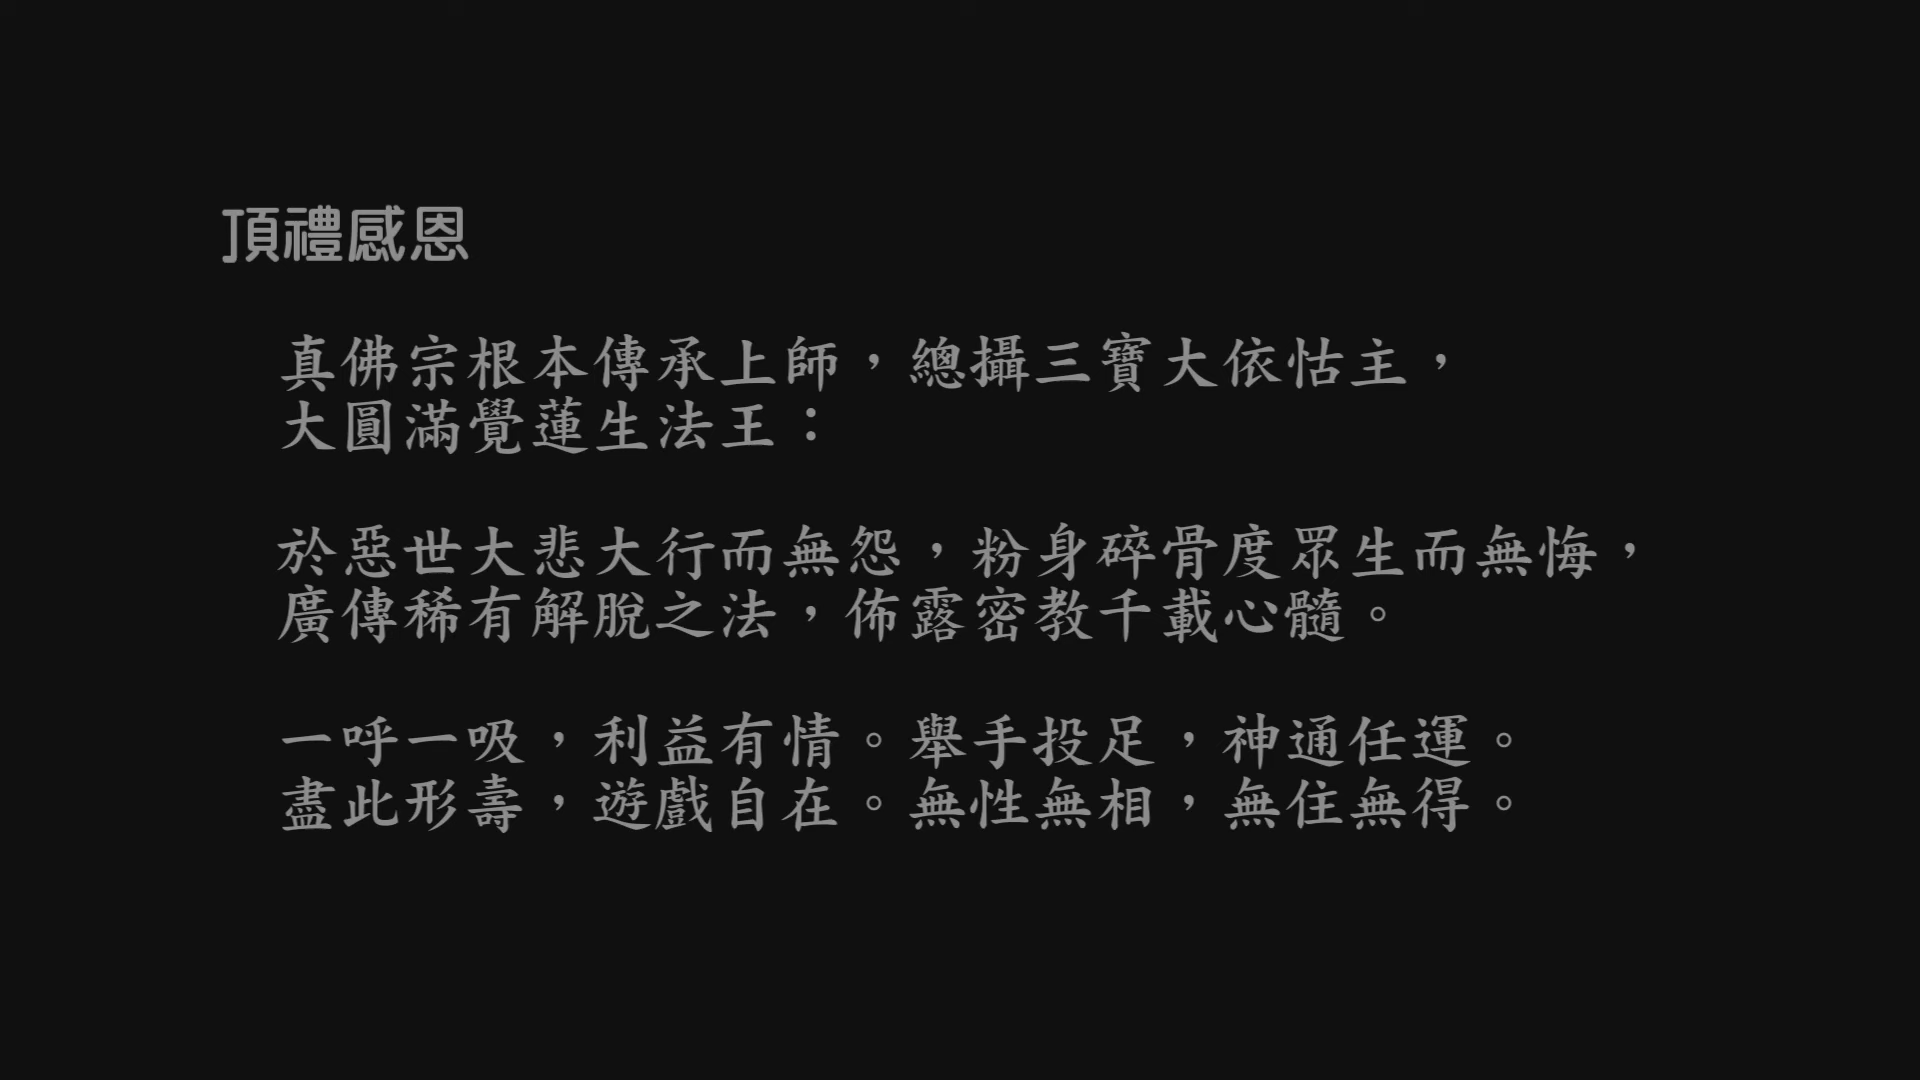 頂禮感恩
真佛宗根本傳承上師，總攝三寶大依怙主，
大圓滿覺蓮生法王：
於惡世大悲大行而無怨，粉身碎骨度眾生而無悔，
廣傳稀有解脫之法，佈露密教千載心髓。
一呼一吸，利益有情。舉手投足，神通任運。
盡此形壽，遊戲自在。無性無相，無住無得。